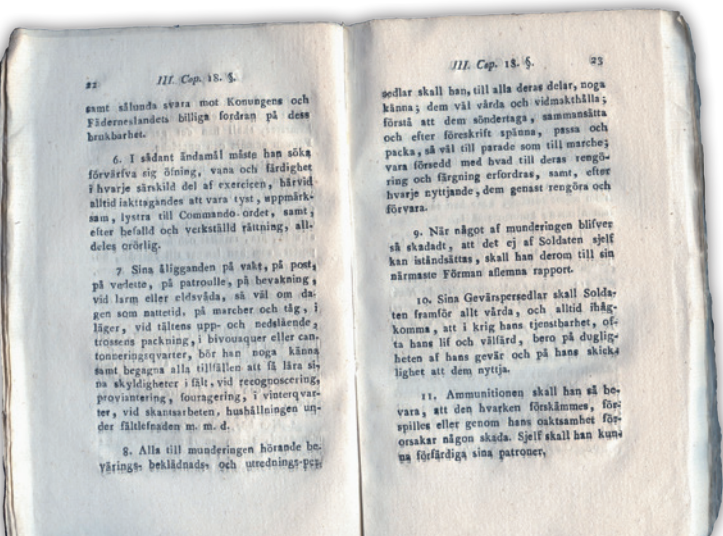 22 III. Cap. 18. §.
samt sålunda svara mot Konungens och
Fäderneslandets billiga fordran på dess
brukbarhet.
6. I sådant ändamål måste han söka
förvärfva sig öfning, vana och färdighet
i hvarje särskild del af exercicen, härvid
alltid iakttagandes att vara tyst, uppmärk-
sam, lystra till Commando-ordet, samt,
efter befalld och verkställd rättning, all-
deles orörlig.
7. Sina åligganden på vakt, på post,
på vedette, på patroulle, på bevakning,
vid larm eller eldsvåda, så väl om da-
gen som nattetid, på marcher och tåg, i
läger, vid tältens upp- och nedslående,
trossens packning, i bivouaquer eller can-
tonneringsqvarter, bör han noga känna
samt begagna alla tillfällen att få lära si-
na skyldigheter i fält, vid recognoscering,
proviantering, fouragering, i vinterqvar-
ter, vid skantsarbeten, hushållningen un-
der fältlefnaden m. m. d.
8. Alla till munderingen hörande be-
värings- beklädnads- och utrednings-per-
III. Cap. 18. §. 23
sedlar skall han, till alla deras delar, noga
känna; dem väl vårda och vidmakthålla;
förstå att dem söndertaga, sammansätta
och efter föreskrift spänna, passa och
packa, så väl till parade som till marche;
vara försedd med hvad till deras rengö-
ring och färgning erfordras, samt, efter
hvarje nyttjande, dem genast rengöra och
förvara.
9. När något af munderingen blifver
så skadadt, att det ej af Soldaten sjelf
kan iståndsättas, skall han derom till sin
närmaste Förman aflemna rapport.
10. Sina Gevärspersedlar skall Solda-
ten framför allt vårda, och alltid ihåg-
komma, att i krig hans tjenstbarhet, of-
ta hans lif och välfärd, bero på duglig-
heten af hans gevär och på hans skick-
lighet att dem nyttja.
11. Ammunitionen skall han så be-
vara, att den hvarken förskämmes, för-
spilles eller genom hans oaktsamhet för-
orsakar någon skada. Sjelf skall han kun-
na förfärdiga sina patroner,